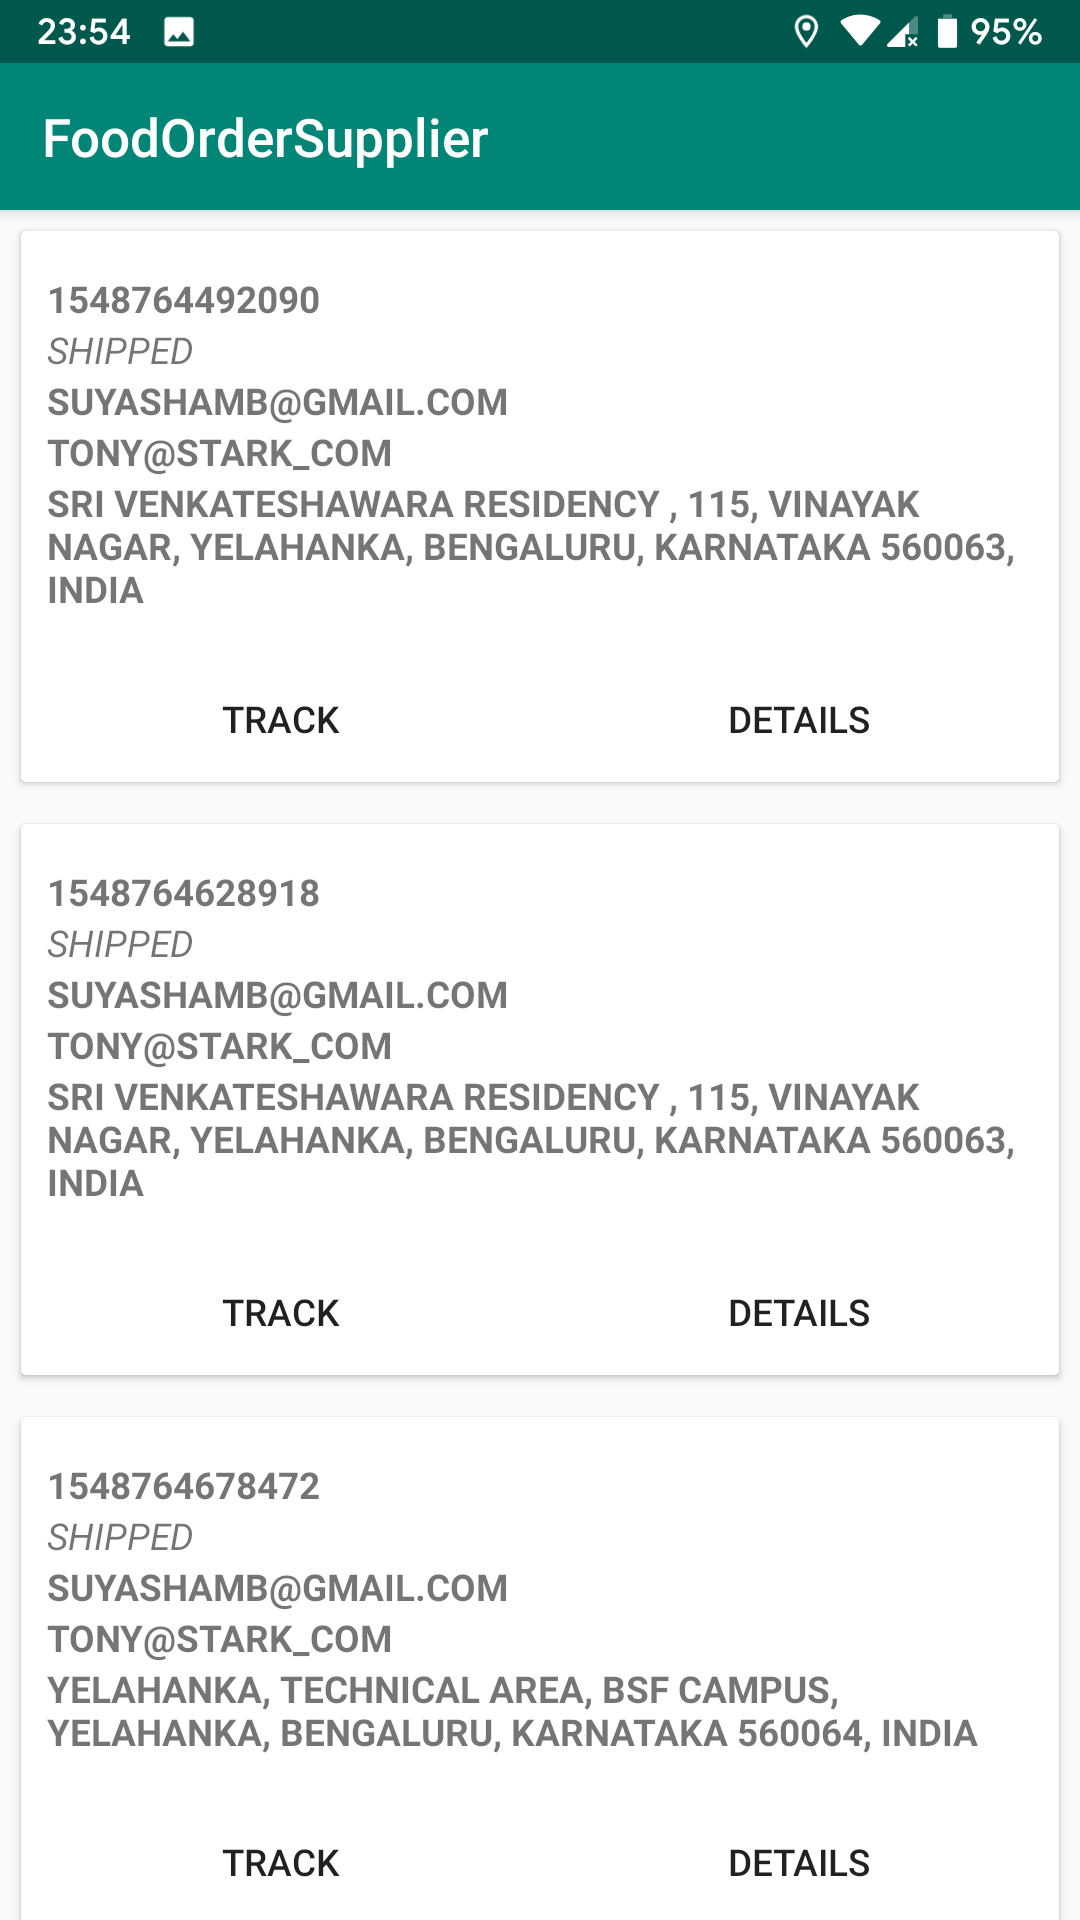 23:54 95%
FoodOrderSupplier
1548764492090
SHIPPED
SUYASHAMB@GMAIL.COM
TONY@STARK_COM
SRI VENKATESHAWARA RESIDENCY , 115, VINAYAK
NAGAR, YELAHANKA, BENGALURU, KARNATAKA 560063,
INDIA
TRACK DETAILS
1548764628918
SHIPPED
SUYASHAMB@GMAIL.COM
TONY@STARK_COM
SRI VENKATESHAWARA RESIDENCY , 115, VINAYAK
NAGAR, YELAHANKA, BENGALURU, KARNATAKA 560063,
INDIA
TRACK DETAILS
1548764678472
SHIPPED
SUYASHAMB@GMAIL.COM
TONY@STARK_COM
YELAHANKA, TECHNICAL AREA, BSF CAMPUS,
YELAHANKA, BENGALURU, KARNATAKA 560064, INDIA
TRACK DETAILS